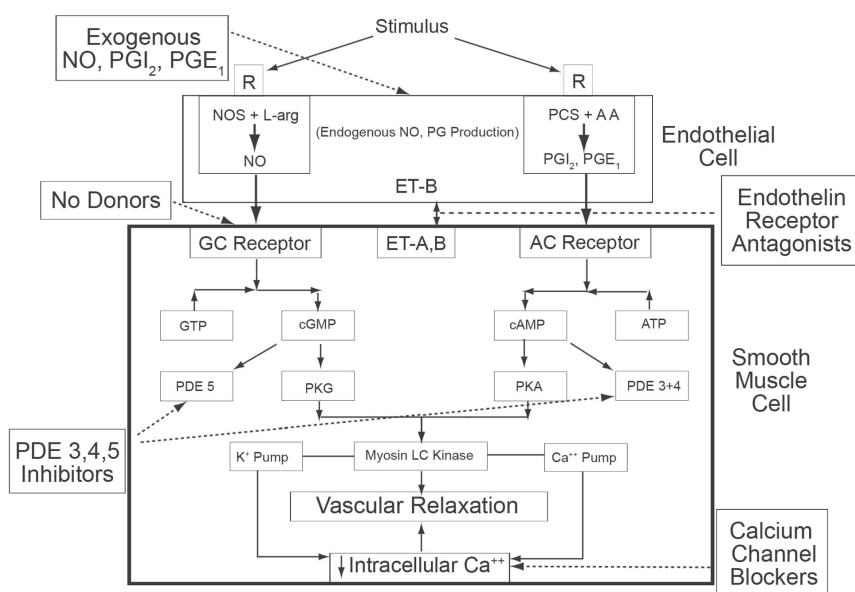 Exogenous
NO, PGI₂, PGE₁
Stimulus
R
R
NOS + L-arg
NO
(Endogenous NO, PG Production)
PCS + A A
PGI₂, PGE₁
ET-B
Endothelial
Cell
No Donors
Endothelin
Receptor
Antagonists
GC Receptor
ET-A,B
AC Receptor
GTP
cGMP
cAMP
ATP
PDE 5
PKG
PKA
PDE 3+4
Smooth
Muscle
Cell
PDE 3,4,5
Inhibitors
K⁺ Pump
Myosin LC Kinase
Ca⁺⁺ Pump
Vascular Relaxation
↓ Intracellular Ca⁺⁺
Calcium
Channel
Blockers